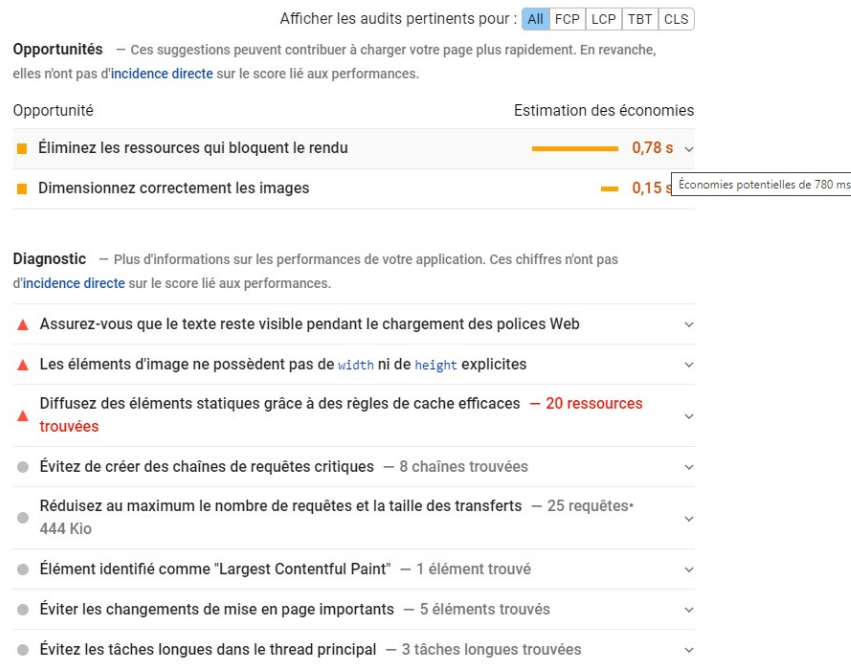 Afficher les audits pertinents pour : All FCP LCP TBT CLS
Opportunités — Ces suggestions peuvent contribuer à charger votre page plus rapidement. En revanche,
elles n'ont pas d'incidence directe sur le score lié aux performances.
Opportunité Estimation des économies
Éliminez les ressources qui bloquent le rendu 0,78 s
Dimensionnez correctement les images 0,15 s
Économies potentielles de 780 ms
Diagnostic — Plus d'informations sur les performances de votre application. Ces chiffres n'ont pas
d'incidence directe sur le score lié aux performances.
Assurez-vous que le texte reste visible pendant le chargement des polices Web
Les éléments d'image ne possèdent pas de width ni de height explicites
Diffusez des éléments statiques grâce à des règles de cache efficaces — 20 ressources
trouvées
Évitez de créer des chaînes de requêtes critiques — 8 chaînes trouvées
Réduisez au maximum le nombre de requêtes et la taille des transferts — 25 requêtes•
444 Kio
Élément identifié comme "Largest Contentful Paint" — 1 élément trouvé
Éviter les changements de mise en page importants — 5 éléments trouvés
Évitez les tâches longues dans le thread principal — 3 tâches longues trouvées